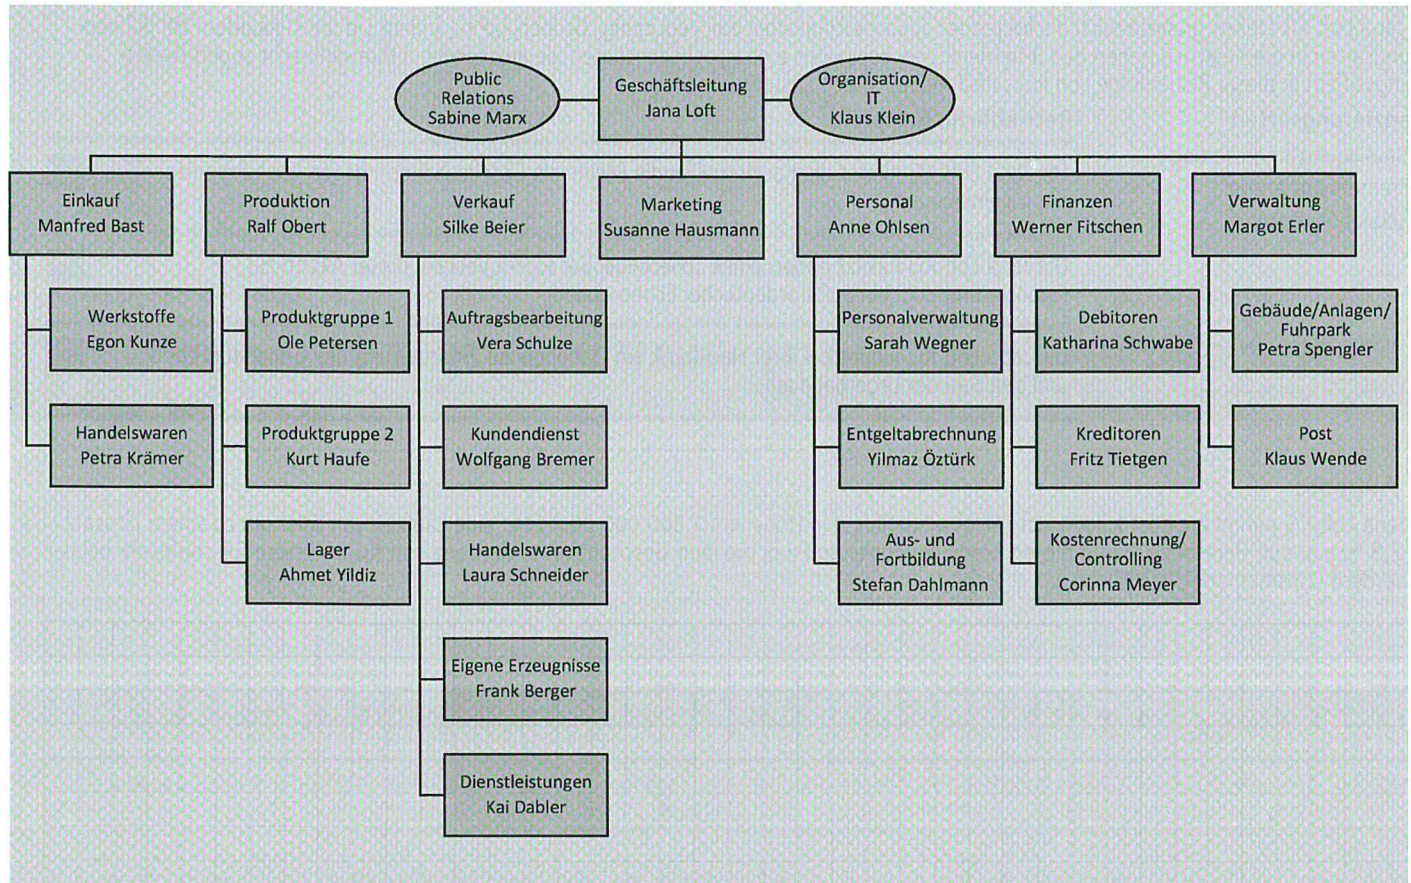 Public
Relations
Sabine Marx
Geschäftsleitung
Jana Loft
Organisation/
IT
Klaus Klein
Einkauf
Manfred Bast
Produktion
Ralf Obert
Verkauf
Silke Beier
Marketing
Susanne Hausmann
Personal
Anne Ohlsen
Finanzen
Werner Fitschen
Verwaltung
Margot Erler
Werkstoffe
Egon Kunze
Produktgruppe 1
Ole Petersen
Auftragsbearbeitung
Vera Schulze
Personalverwaltung
Sarah Wegner
Debitoren
Katharina Schwabe
Gebäude/Anlagen/
Fuhrpark
Petra Spengler
Handelswaren
Petra Krämer
Produktgruppe 2
Kurt Haufe
Kundendienst
Wolfgang Bremer
Entgeltabrechnung
Yilmaz Öztürk
Kreditoren
Fritz Tietgen
Post
Klaus Wende
Lager
Ahmet Yildiz
Handelswaren
Laura Schneider
Aus- und
Fortbildung
Stefan Dahlmann
Kostenrechnung/
Controlling
Corinna Meyer
Eigene Erzeugnisse
Frank Berger
Dienstleistungen
Kai Dabler